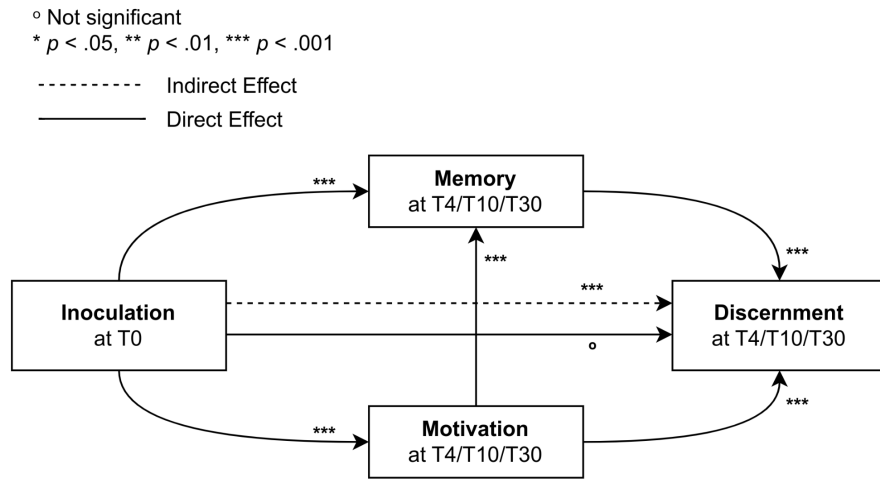 ° Not significant
* p < .05, ** p < .01, *** p < .001
Indirect Effect
Direct Effect
***
Memory
at T4/T10/T30
***
***
Inoculation
at T0
***
°
Discernment
at T4/T10/T30
***
Motivation
at T4/T10/T30
***